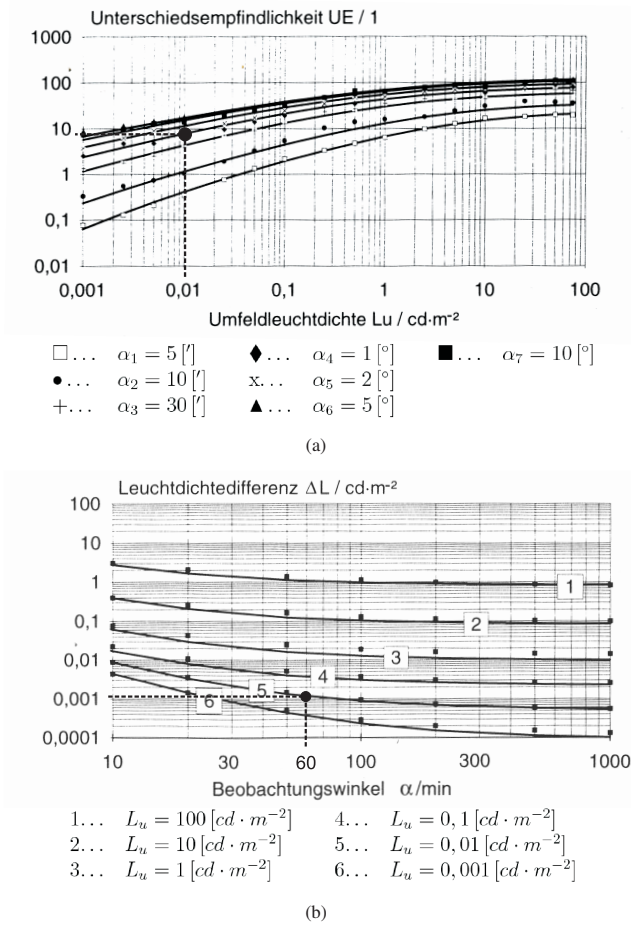 Unterschiedsempfindlichkeit UE / 1
1000
100
10
1
0,1
0,01
0,001 0,01 0,1 1 10 100
Umfeldleuchtdichte Lu / cd·m⁻²
□... α₁ = 5 [′] ♦... α₄ = 1 [°] ■... α₇ = 10 [°]
•... α₂ = 10 [′] x... α₅ = 2 [°]
+... α₃ = 30 [′] ▲... α₆ = 5 [°]
(a)
Leuchtdichtedifferenz ΔL / cd·m⁻²
100
10
1
0,1
0,01
0,001
0,0001
1
2
3
4
5
6
10 30 60 100 300 1000
Beobachtungswinkel α/min
1... Lᵤ = 100 [cd · m⁻²] 4... Lᵤ = 0, 1 [cd · m⁻²]
2... Lᵤ = 10 [cd · m⁻²] 5... Lᵤ = 0, 01 [cd · m⁻²]
3... Lᵤ = 1 [cd · m⁻²] 6... Lᵤ = 0, 001 [cd · m⁻²]
(b)